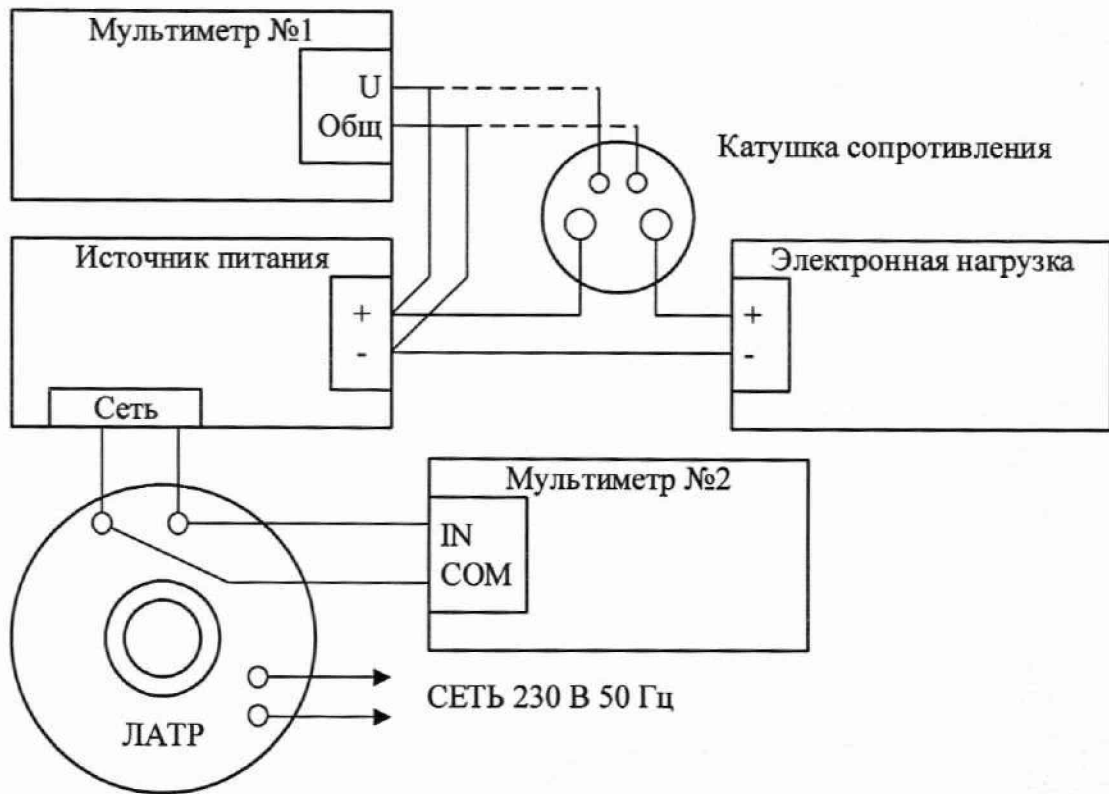 Мультиметр №1
U
Общ
Катушка сопротивления
Источник питания
+
-
Сеть
Электронная нагрузка
+
-
Мультиметр №2
IN
COM
СЕТЬ 230 В 50 Гц
ЛАТР